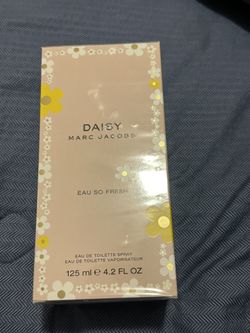 DAISY
MARC JACOBS
EAU SO FRESH
EAU DE TOILETTE SPRAY
EAU DE TOILETTE VAPORISATEUR
125 ml e 4.2 FL OZ